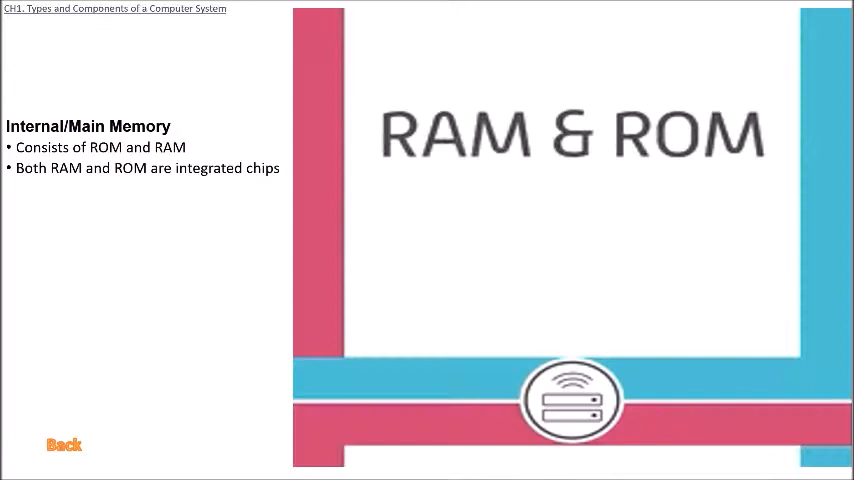 CH1. Types and Components of a Computer System
Internal/Main Memory
• Consists of ROM and RAM
• Both RAM and ROM are integrated chips
RAM & ROM
Back